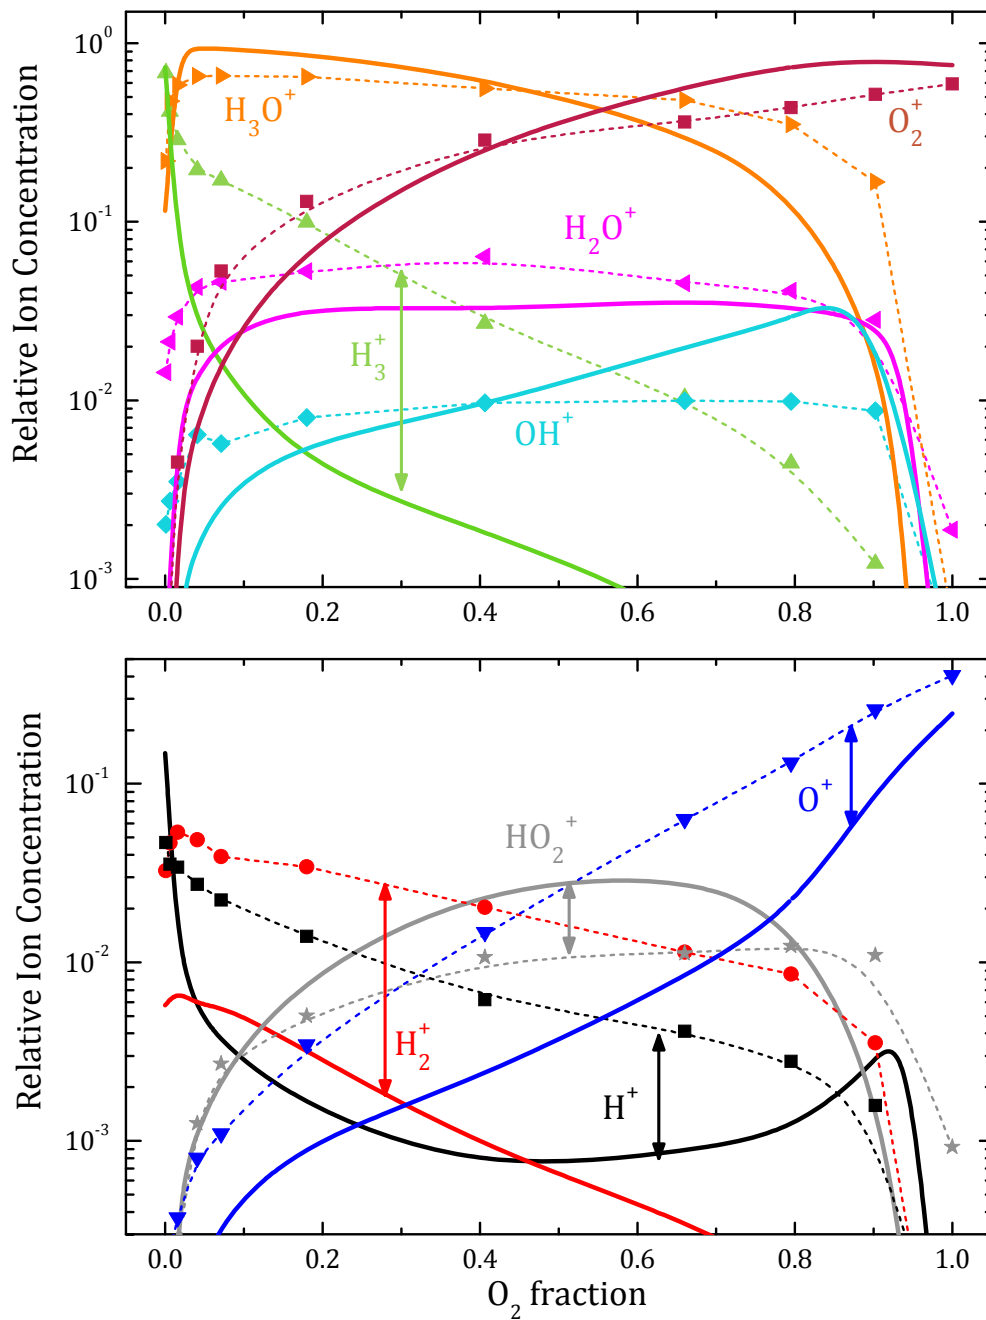 Relative Ion Concentration
10⁰
10⁻¹
10⁻²
10⁻³
H₃O⁺
O₂⁺
H₂O⁺
H₃⁺
OH⁺
0.0 0.2 0.4 0.6 0.8 1.0
Relative Ion Concentration
10⁻¹
10⁻²
10⁻³
O⁺
HO₂⁺
H₂⁺
H⁺
0.0 0.2 0.4 0.6 0.8 1.0
O₂ fraction